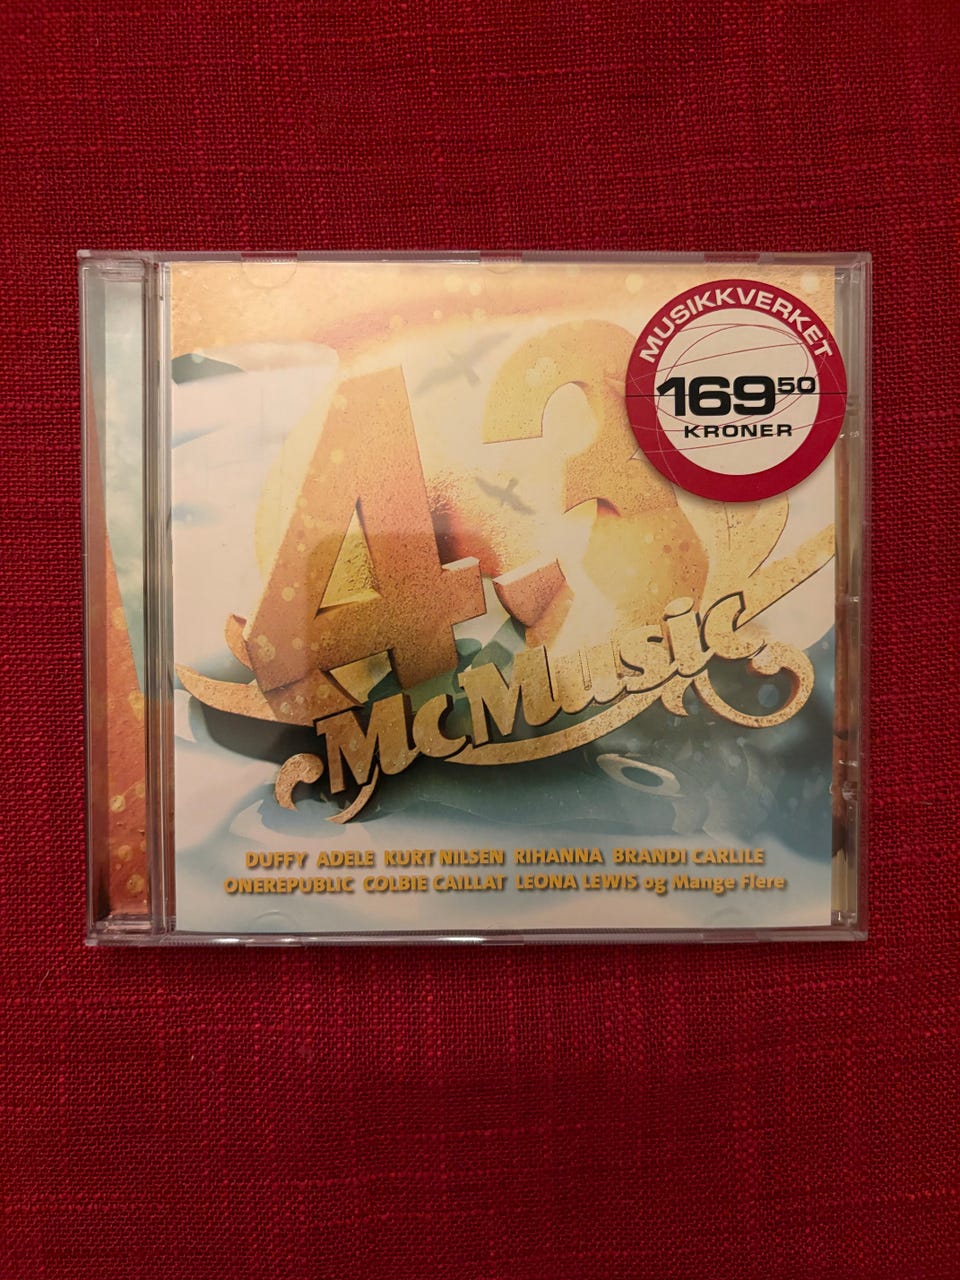 MUSIKKVERKET
169 50
KRONER
43
McMusic
DUFFY ADELE KURT NILSEN RIHANNA BRANDI CARLILE
ONEREPUBLIC COLBIE CAILLAT LEONA LEWIS og Mange Flere